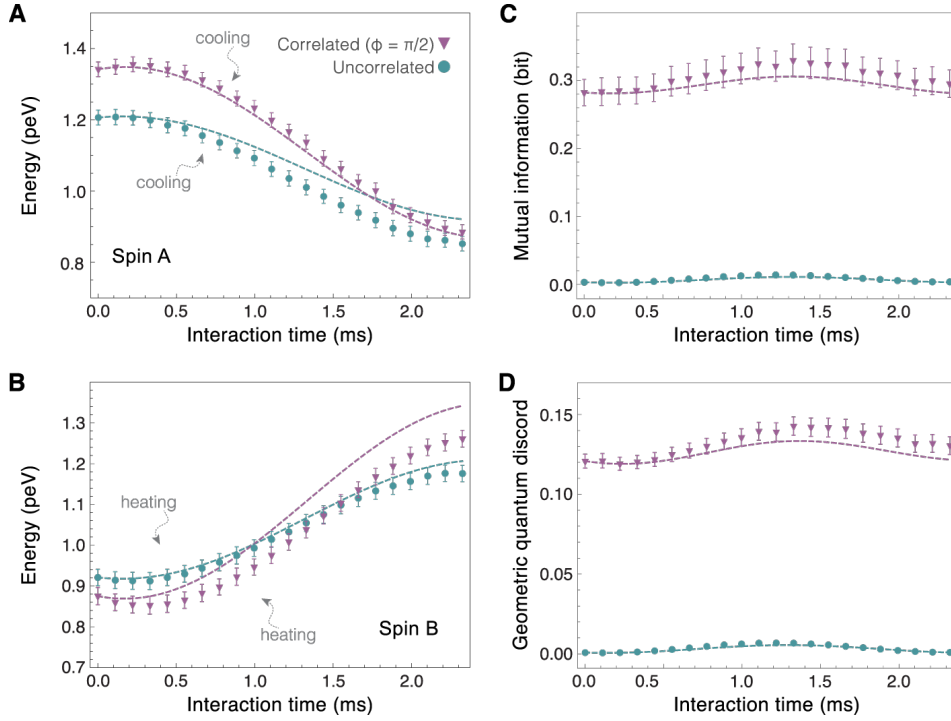 A
Energy (peV)
1.4
1.2
1.0
0.8
cooling
Correlated (ϕ = π/2)
Uncorrelated
cooling
Spin A
0.0 0.5 1.0 1.5 2.0
Interaction time (ms)
C
Mutual information (bit)
0.3
0.2
0.1
0.0
0.0 0.5 1.0 1.5 2.0
Interaction time (ms)
B
Energy (peV)
1.3
1.2
1.1
1.0
0.9
0.8
0.7
heating
heating
Spin B
0.0 0.5 1.0 1.5 2.0
Interaction time (ms)
D
Geometric quantum discord
0.15
0.10
0.05
0.00
0.0 0.5 1.0 1.5 2.0
Interaction time (ms)